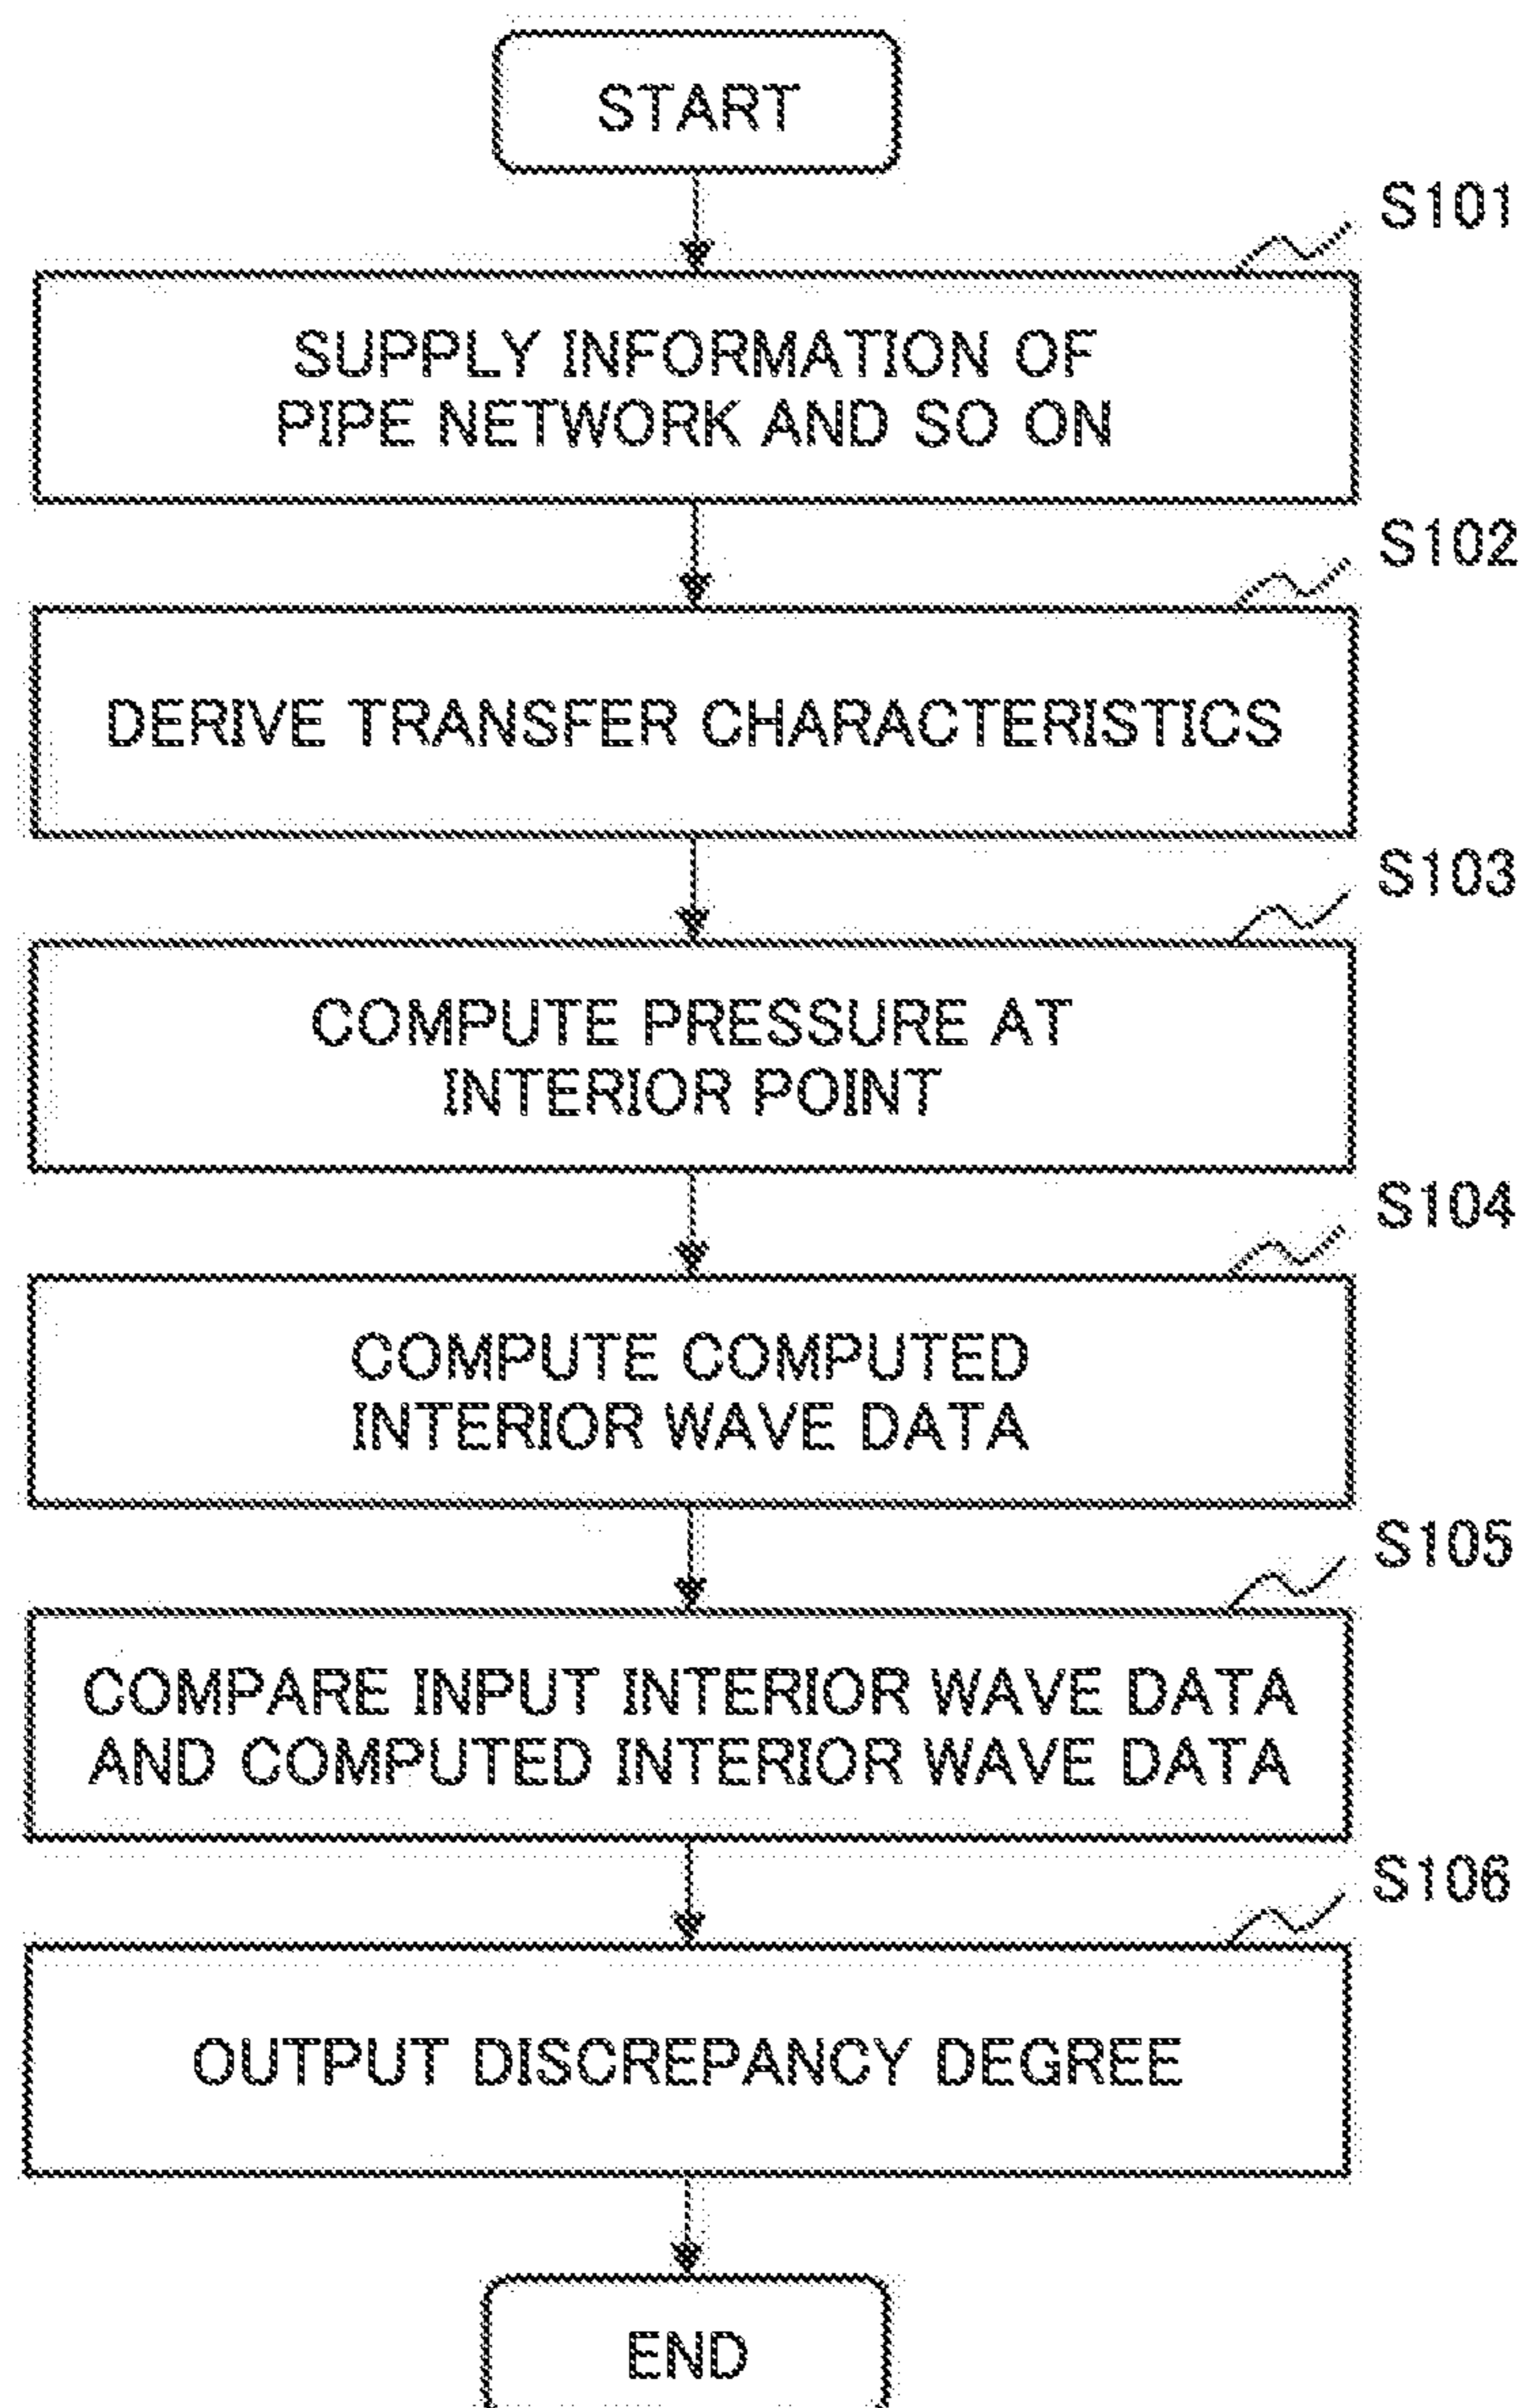 START
S101
SUPPLY INFORMATION OF
PIPE NETWORK AND SO ON
S102
DERIVE TRANSFER CHARACTERISTICS
S103
COMPUTE PRESSURE AT
INTERIOR POINT
S104
COMPUTE COMPUTED
INTERIOR WAVE DATA
S105
COMPARE INPUT INTERIOR WAVE DATA
AND COMPUTED INTERIOR WAVE DATA
S106
OUTPUT DISCREPANCY DEGREE
END